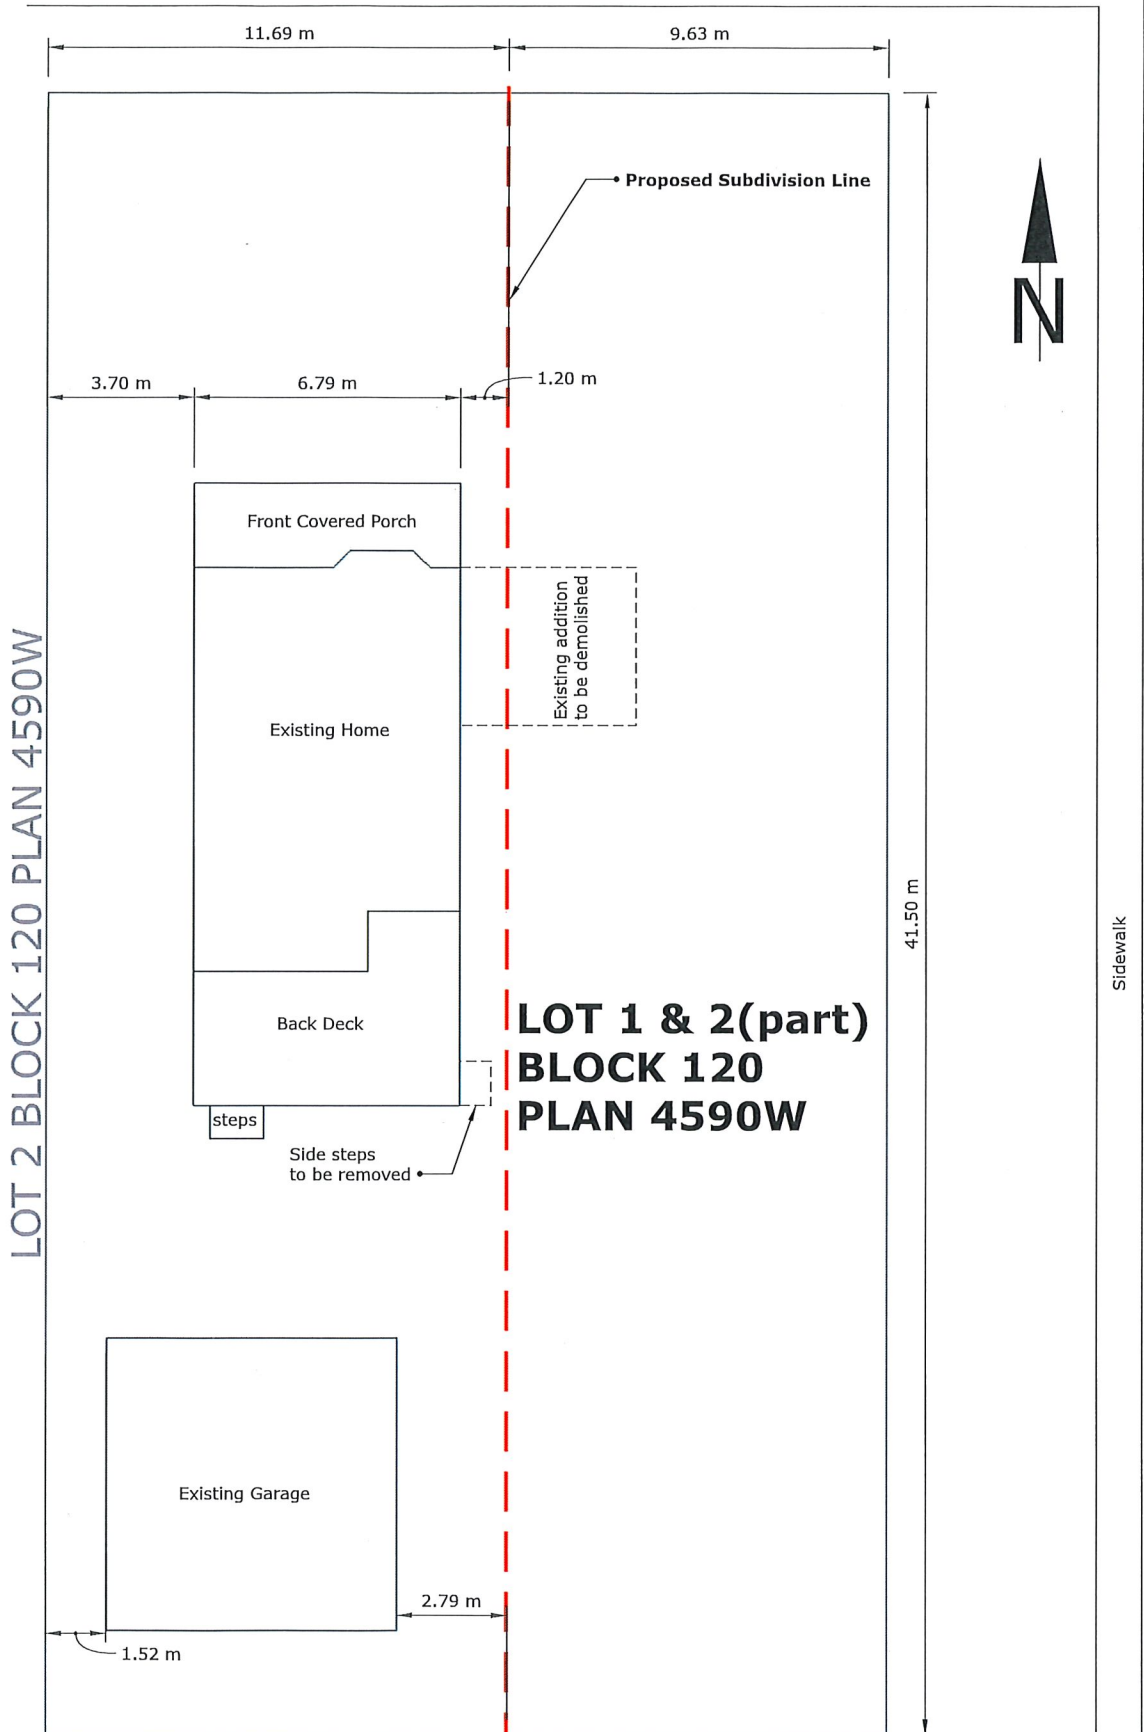 11.69 m
9.63 m
Proposed Subdivision Line
N
3.70 m
6.79 m
1.20 m
Front Covered Porch
Existing addition
to be demolished
Existing Home
LOT 2 BLOCK 120 PLAN 4590W
41.50 m
Sidewalk
Back Deck
LOT 1 & 2(part)
BLOCK 120
PLAN 4590W
steps
Side steps
to be removed
Existing Garage
2.79 m
1.52 m